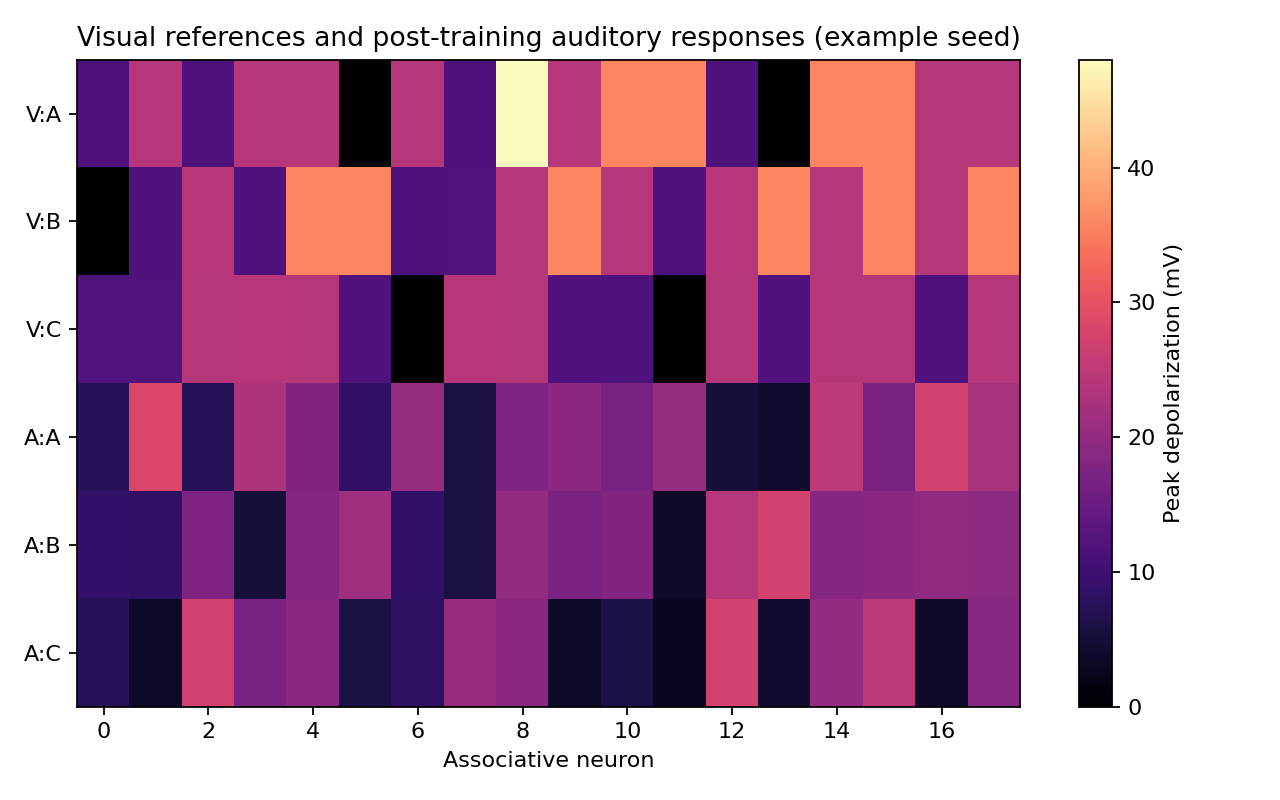 Visual references and post-training auditory responses (example seed)
V:A
V:B
V:C
A:A
A:B
A:C
0 2 4 6 8 10 12 14 16
Associative neuron
40
30
20
10
0
Peak depolarization (mV)